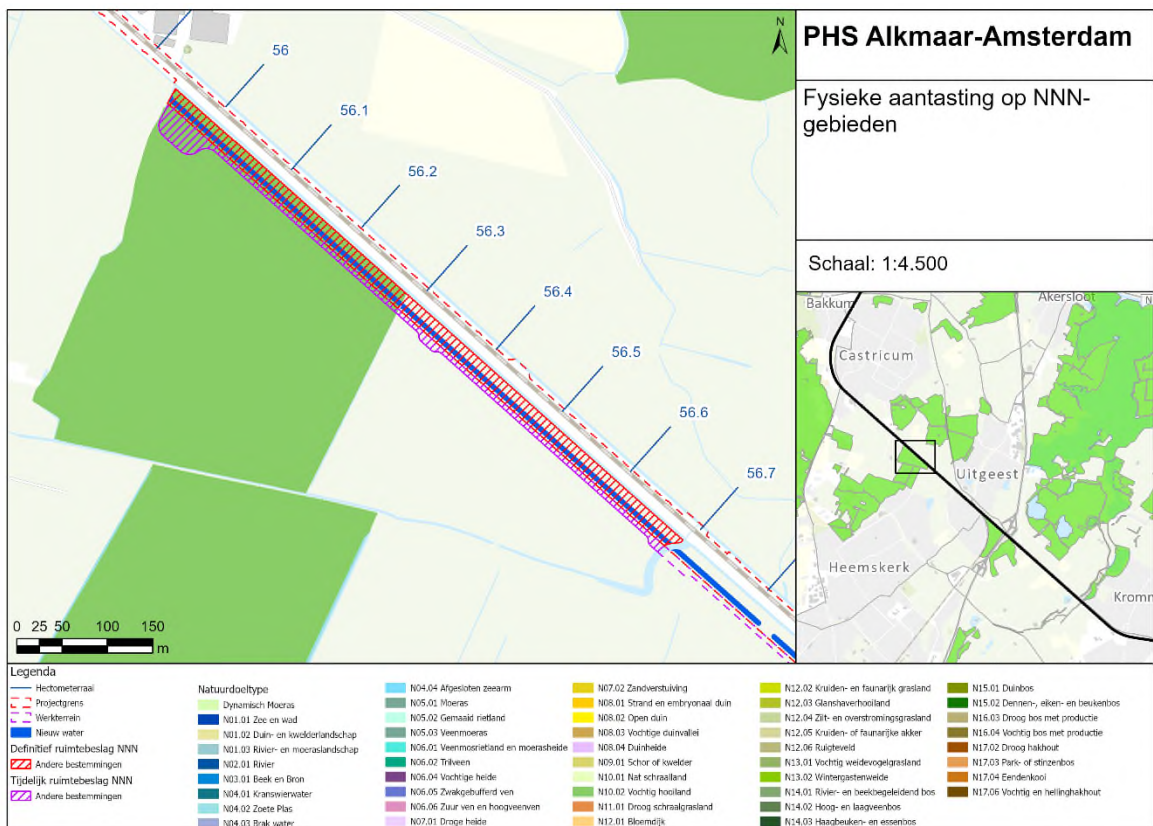 56
56.1
56.2
56.3
56.4
56.5
56.6
56.7
N
0 25 50 100 150
m
PHS Alkmaar-Amsterdam
Fysieke aantasting op NNN-
gebieden
Schaal: 1:4.500
Bakkum
Akersloot
N
Castricum
Uitgeest
Heemskerk
Kromm
Legenda
Hectometerraai
Projectgrens
Werkterrein
Nieuw water
Definitief ruimtebeslag NNN
Andere bestemmingen
Tijdelijk ruimtebeslag NNN
Andere bestemmingen
Natuurdoeltype
Dynamisch Moeras
N01.01 Zee en wad
N01.02 Duin- en kwelderlandschap
N01.03 Rivier- en moeraslandschap
N02.01 Rivier
N03.01 Beek en Bron
N04.01 Kranswierwater
N04.02 Zoete Plas
N04.03 Brak water
N04.04 Afgesloten zeearm
N05.01 Moeras
N05.02 Gemaaid rietland
N05.03 Veenmoeras
N06.01 Veenmosrietland en moerasheide
N06.02 Trilveen
N06.04 Vochtige heide
N06.05 Zwakgebufferd ven
N06.06 Zuur ven en hoogveenven
N07.01 Droge heide
N07.02 Zandverstuiving
N08.01 Strand en embryonaal duin
N08.02 Open duin
N08.03 Vochtige duinvallei
N08.04 Duinheide
N09.01 Schor of kwelder
N10.01 Nat schraalland
N10.02 Vochtig hooiland
N11.01 Droog schraalgrasland
N12.01 Bloemdijk
N12.02 Kruiden- en faunarijk grasland
N12.03 Glanshaverhooiland
N12.04 Zilt- en overstromingsgrasland
N12.05 Kruiden- of faunarijke akker
N12.06 Ruigteveld
N13.01 Vochtig weidevogelgrasland
N13.02 Wintergastenweide
N14.01 Rivier- en beekbegeleidend bos
N14.02 Hoog- en laagveenbos
N14.03 Haagbeuken- en essenbos
N15.01 Duinbos
N15.02 Dennen-, eiken- en beukenbos
N16.03 Droog bos met productie
N16.04 Vochtig bos met productie
N17.02 Droog hakhout
N17.03 Park- of stinzenbos
N17.04 Eendenkooi
N17.06 Vochtig en hellinghakhout